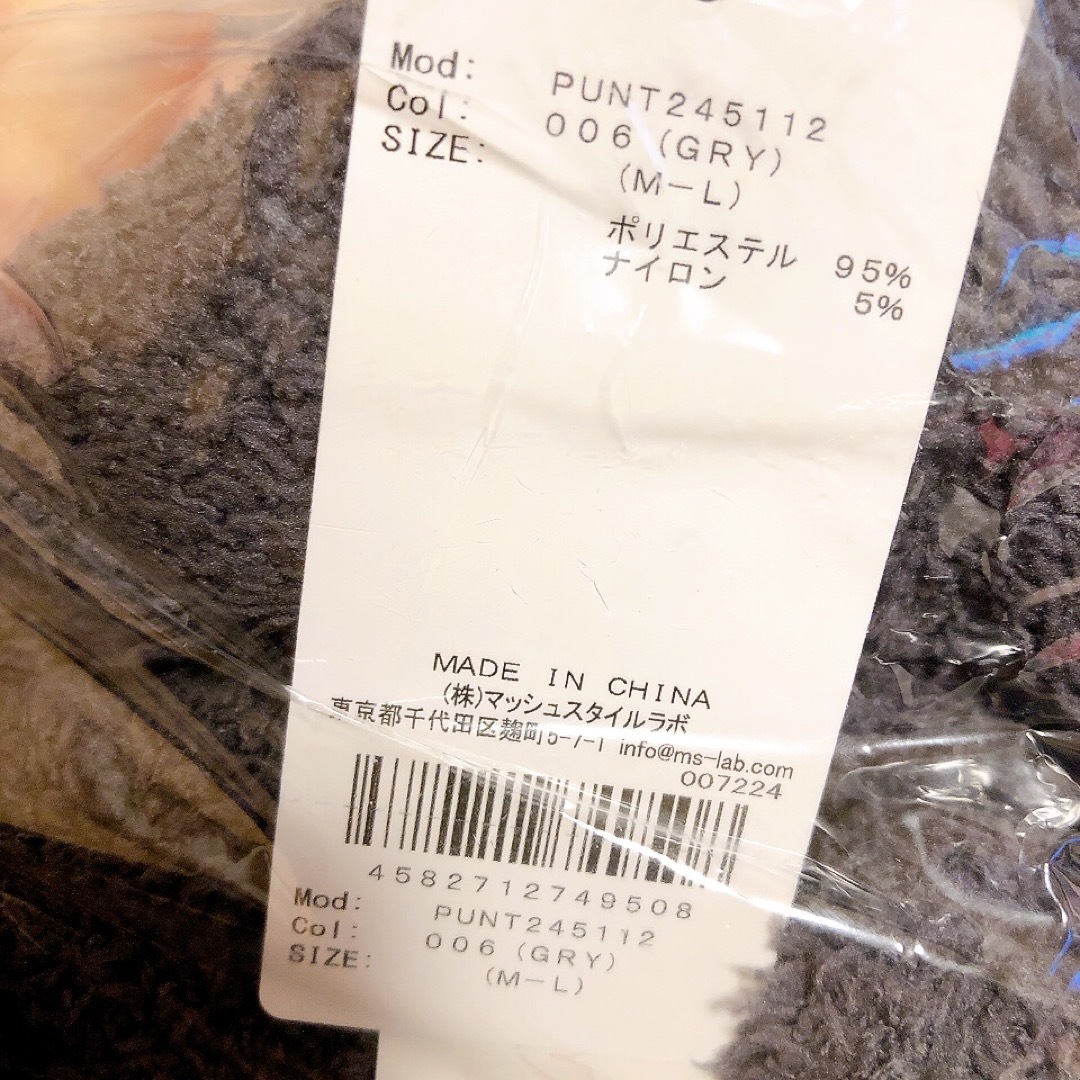 Mod: PUNT245112
Col: 006 (GRY)
SIZE: (M-L)
ポリエステル 95%
ナイロン 5%
MADE IN CHINA
(株)マッシュスタイルラボ
東京都千代田区麹町5-7-1 info@ms-lab.com
007224
4582712749508
Mod: PUNT245112
Col: 006 (GRY)
SIZE: (M-L)